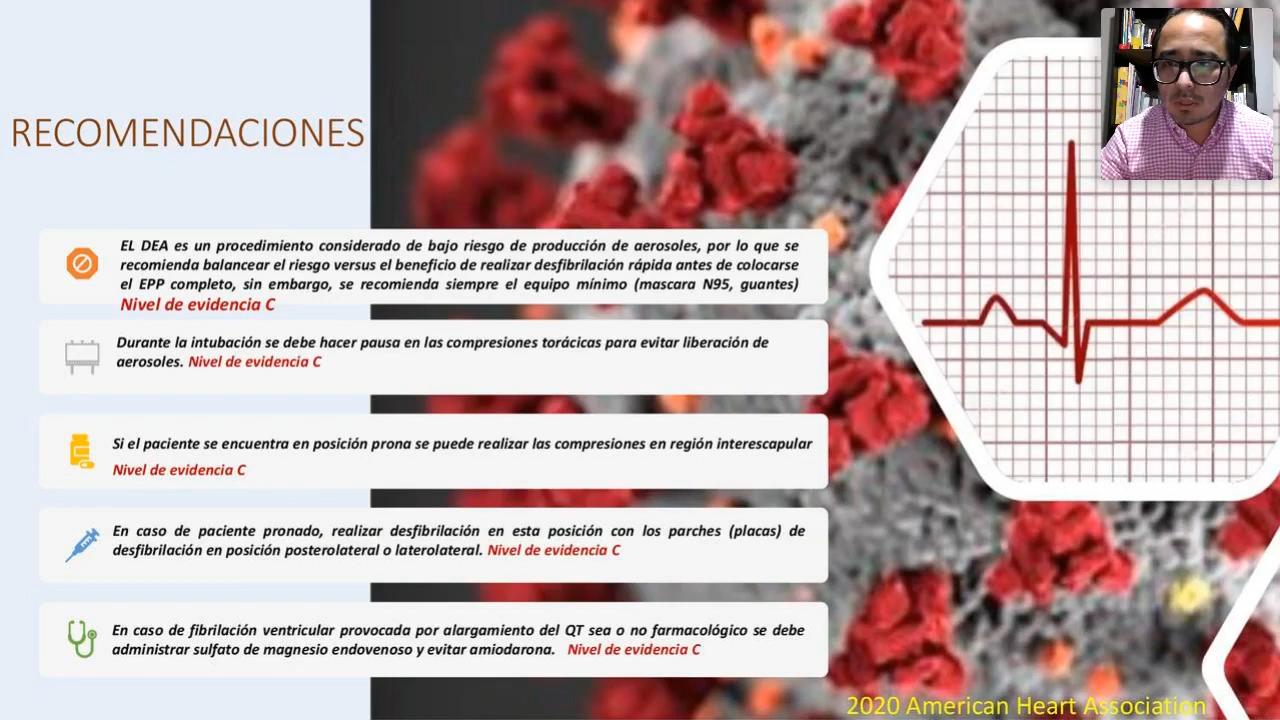 RECOMENDACIONES
EL DEA es un procedimiento considerado de bajo riesgo de producción de aerosoles, por lo que se
recomienda balancear el riesgo versus el beneficio de realizar desfibrilación rápida antes de colocarse
el EPP completo, sin embargo, se recomienda siempre el equipo mínimo (mascara N95, guantes)
Nivel de evidencia C
Durante la intubación se debe hacer pausa en las compresiones torácicas para evitar liberación de
aerosoles. Nivel de evidencia C
Si el paciente se encuentra en posición prona se puede realizar las compresiones en región interescapular
Nivel de evidencia C
En caso de paciente pronado, realizar desfibrilación en esta posición con los parches (placas) de
desfibrilación en posición posterolateral o laterolateral. Nivel de evidencia C
En caso de fibrilación ventricular provocada por alargamiento del QT sea o no farmacológico se debe
administrar sulfato de magnesio endovenoso y evitar amiodarona. Nivel de evidencia C
2020 American Heart Association